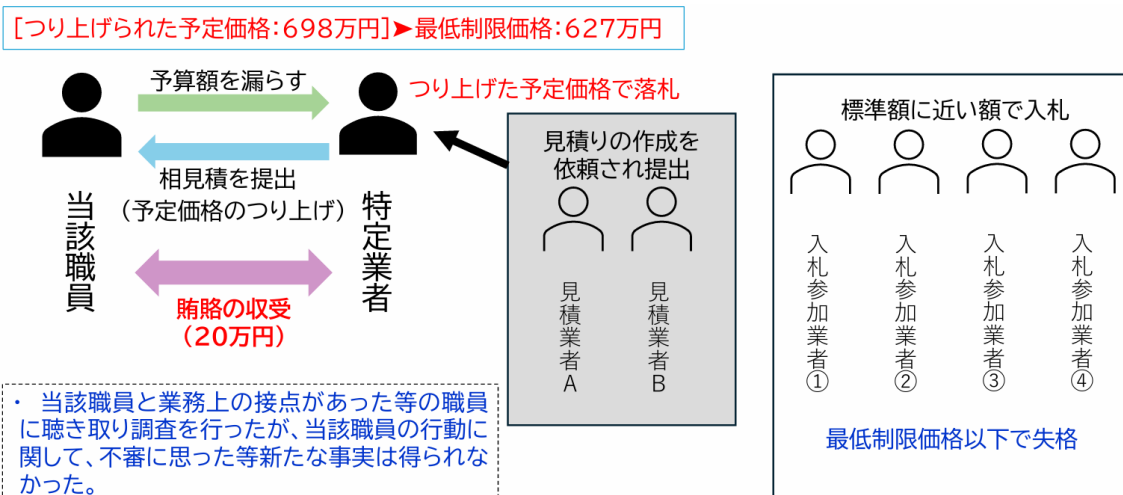 [つり上げられた予定価格:698万円]➤最低制限価格:627万円
予算額を漏らす
つり上げた予定価格で落札
相見積を提出
(予定価格のつり上げ)
当該職員
特定業者
賄賂の収受
(20万円)
見積りの作成を
依頼され提出
見積業者A
見積業者B
標準額に近い額で入札
入札参加業者①
入札参加業者②
入札参加業者③
入札参加業者④
最低制限価格以下で失格
・ 当該職員と業務上の接点があった等の職員
に聴き取り調査を行ったが、当該職員の行動に
関して、不審に思った等新たな事実は得られな
かった。